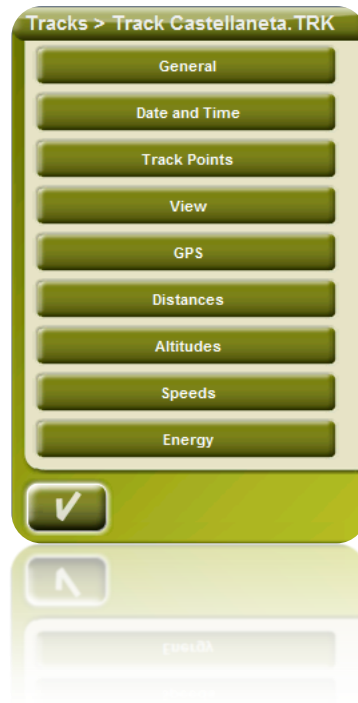 Tracks > Track Castellaneta.TRK
General
Date and Time
Track Points
View
GPS
Distances
Altitudes
Speeds
Energy